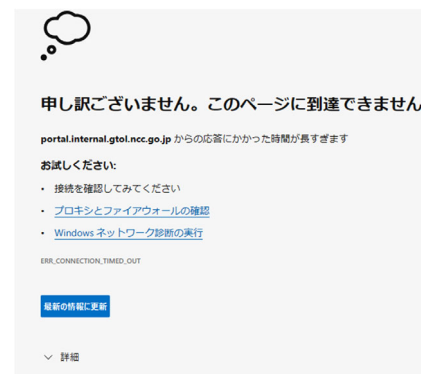 申し訳ございません。このページに到達できません
portal.internal.gtol.ncc.go.jp からの応答にかかった時間が長すぎます
お試しください:
• 接続を確認してみてください
• プロキシとファイアウォールの確認
• Windows ネットワーク診断の実行
ERR_CONNECTION_TIMED_OUT
最新の情報に更新
詳細